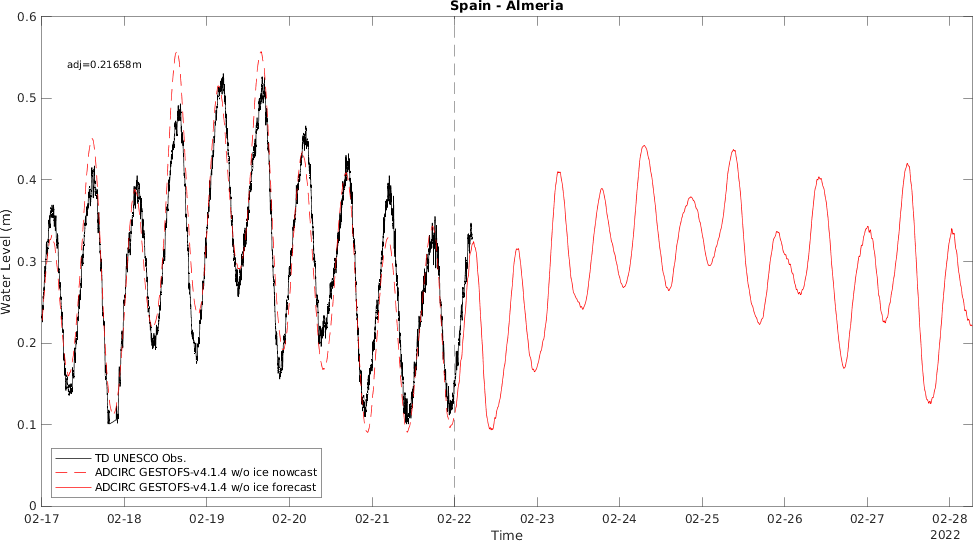 Spain - Almeria
0.6
adj=0.21658m
0.5
0.4
0.3
0.2
0.1
0
Water Level (m)
TD UNESCO Obs.
ADCIRC GESTOFS-v4.1.4 w/o ice nowcast
ADCIRC GESTOFS-v4.1.4 w/o ice forecast
02-17 02-18 02-19 02-20 02-21 02-22 02-23 02-24 02-25 02-26 02-27 02-28
Time
2022